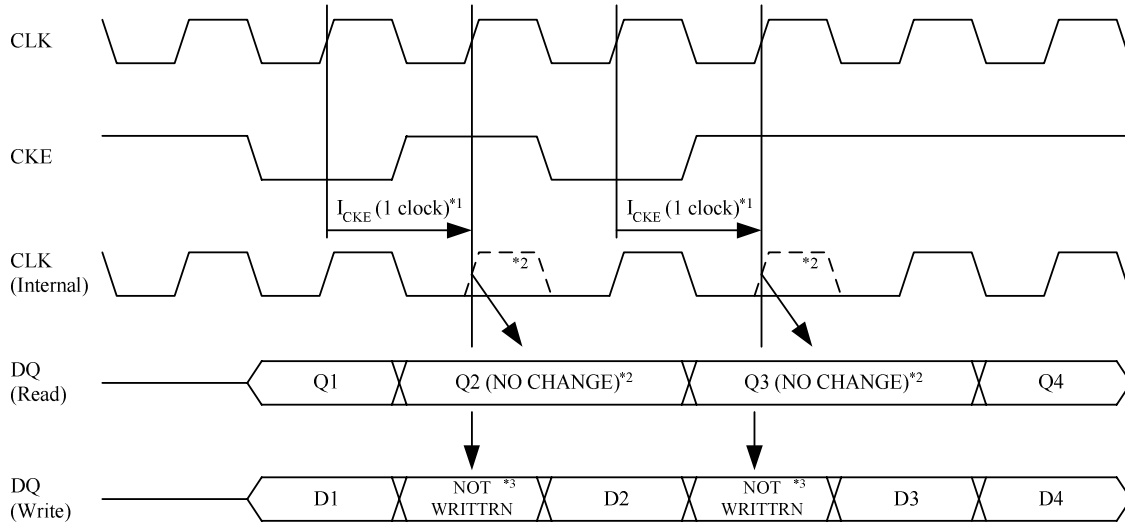 CLK
CKE
I_CKE (1 clock)*1 I_CKE (1 clock)*1
CLK
(Internal)
*2 *2
DQ
(Read)
Q1 Q2 (NO CHANGE)*2 Q3 (NO CHANGE)*2 Q4
DQ
(Write)
D1 NOT *3 D2 NOT *3 D3 D4
WRITTRN WRITTRN